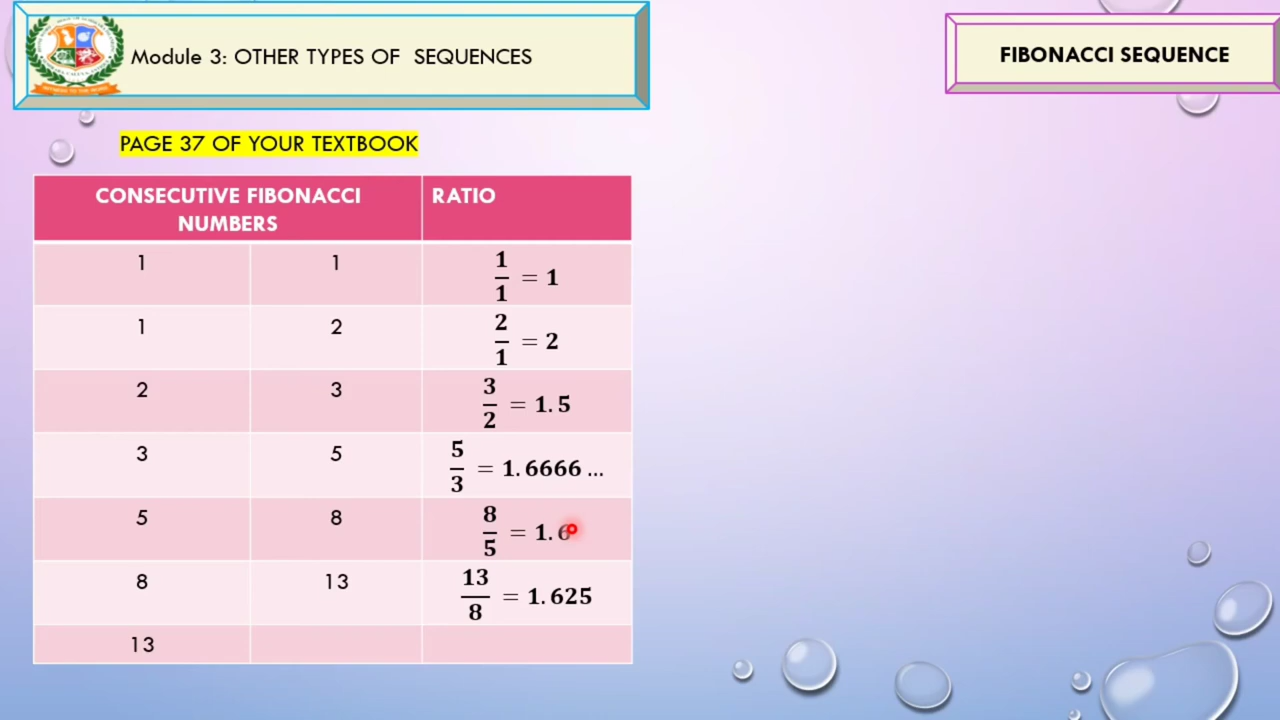 Module 3: OTHER TYPES OF SEQUENCES
FIBONACCI SEQUENCE
PAGE 37 OF YOUR TEXTBOOK
CONSECUTIVE FIBONACCI NUMBERS RATIO
1 1 1/1 = 1
1 2 2/1 = 2
2 3 3/2 = 1.5
3 5 5/3 = 1.6666 ...
5 8 8/5 = 1.6
8 13 13/8 = 1.625
13